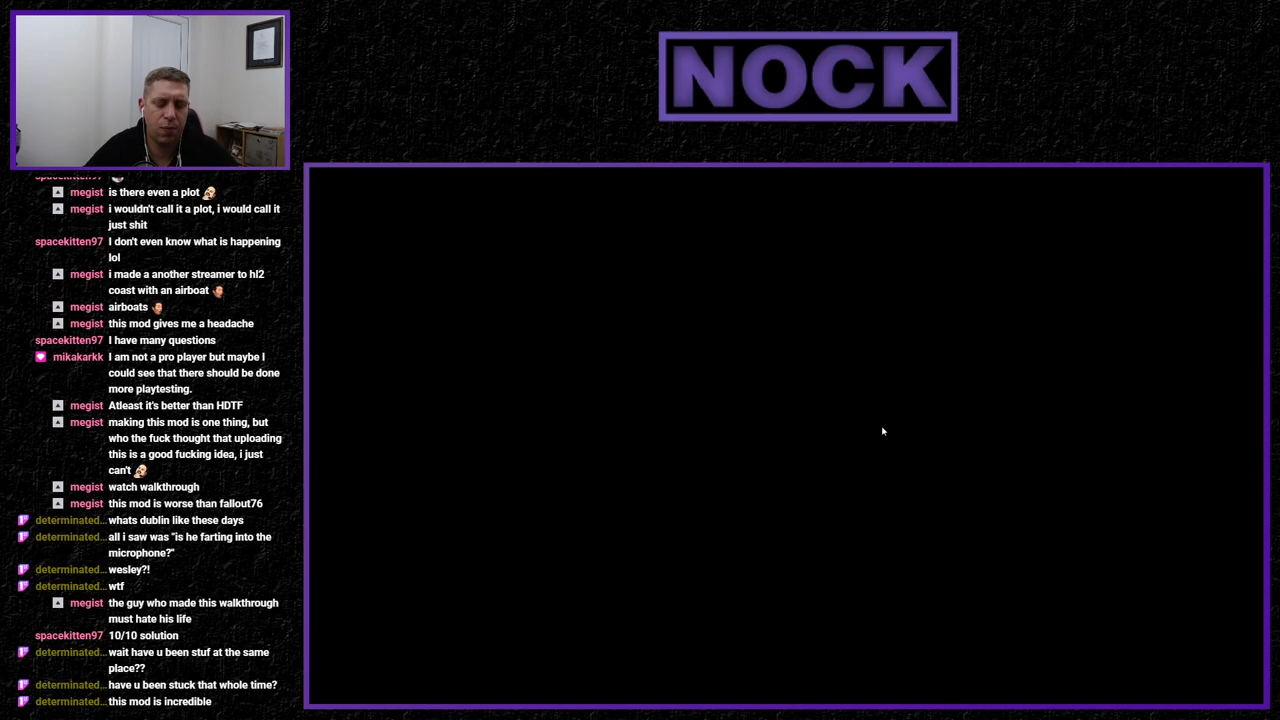 NOCK
spacekitten97
megist is there even a plot
megist i wouldn't call it a plot, i would call it
just shit
spacekitten97 I don't even know what is happening
lol
megist i made a another streamer to hl2
coast with an airboat
megist airboats
megist this mod gives me a headache
spacekitten97 I have many questions
mikakarkk I am not a pro player but maybe I
could see that there should be done
more playtesting.
megist Atleast it's better than HDTF
megist making this mod is one thing, but
who the fuck thought that uploading
this is a good fucking idea, i just
can't
megist watch walkthrough
megist this mod is worse than fallout76
determinated... whats dublin like these days
determinated... all i saw was "is he farting into the
microphone?"
determinated... wesley?!
determinated... wtf
megist the guy who made this walkthrough
must hate his life
spacekitten97 10/10 solution
determinated... wait have u been stuf at the same
place??
determinated... have u been stuck that whole time?
determinated... this mod is incredible